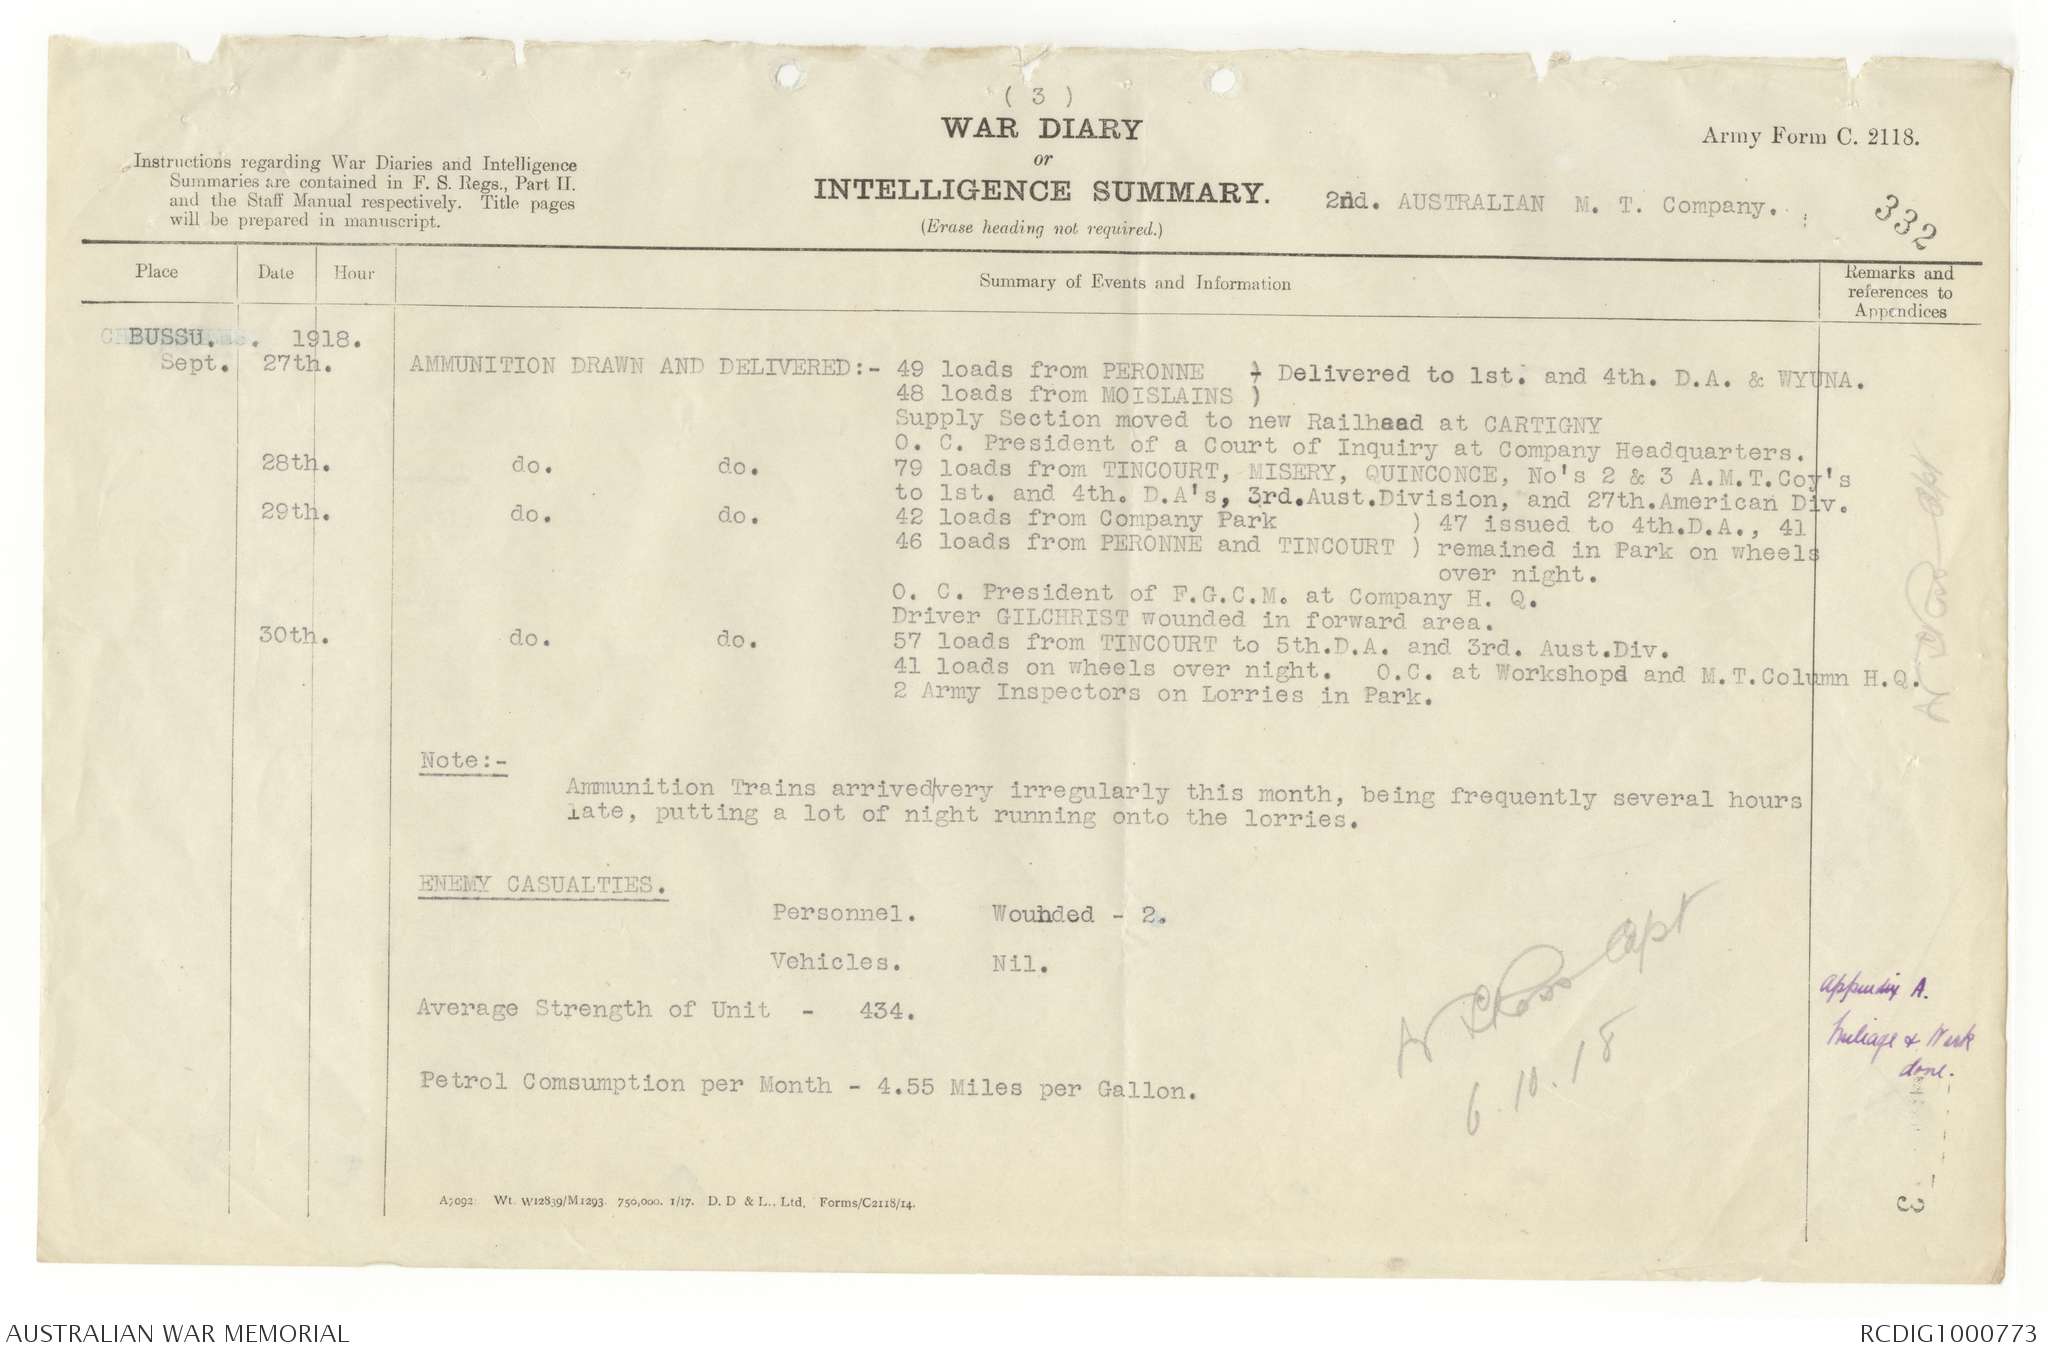 ( 3 )
WAR DIARY
or
INTELLIGENCE SUMMARY.
(Erase heading not required.)
Army Form C. 2118.
Instructions regarding War Diaries and Intelligence
Summaries are contained in F. S. Regs., Part II.
and the Staff Manual respectively. Title pages
will be prepared in manuscript.
2nd. AUSTRALIAN M. T. Company.
332
Place Date Hour Summary of Events and Information Remarks and
references to
Appendices
BUSSU. . 1918.
Sept. 27th. AMMUNITION DRAWN AND DELIVERED:- 49 loads from PERONNE ) Delivered to 1st. and 4th. D.A. & WYUNA.
48 loads from MOISLAINS )
Supply Section moved to new Railhaad at CARTIGNY
O. C. President of a Court of Inquiry at Company Headquarters.
28th. do. do. 79 loads from TINCOURT, MISERY, QUINCONCE, No's 2 & 3 A.M.T.Coy's
to 1st. and 4th. D.A's, 3rd.Aust.Division, and 27th.American Div.
29th. do. do. 42 loads from Company Park ) 47 issued to 4th.D.A., 41
46 loads from PERONNE and TINCOURT ) remained in Park on wheels
over night.
O. C. President of F.G.C.M. at Company H. Q.
Driver GILCHRIST wounded in forward area.
30th. do. do. 57 loads from TINCOURT to 5th.D.A. and 3rd. Aust.Div.
41 loads on wheels over night. O.C. at Workshops and M.T.Column H.Q.
2 Army Inspectors on Lorries in Park.
Note:-
Ammunition Trains arrived very irregularly this month, being frequently several hours
late, putting a lot of night running onto the lorries.
ENEMY CASUALTIES.
Personnel. Wounded - 2.
Vehicles. Nil.
Average Strength of Unit - 434.
Petrol Comsumption per Month - 4.55 Miles per Gallon.
Ross Capt
6.10.18
Appendix A.
Mileage & Work
done.
3
A7092. Wt. W12839/M1293. 750,000. 1/17. D. D & L., Ltd. Forms/C2118/14.
AUSTRALIAN WAR MEMORIAL
RCDIG1000773